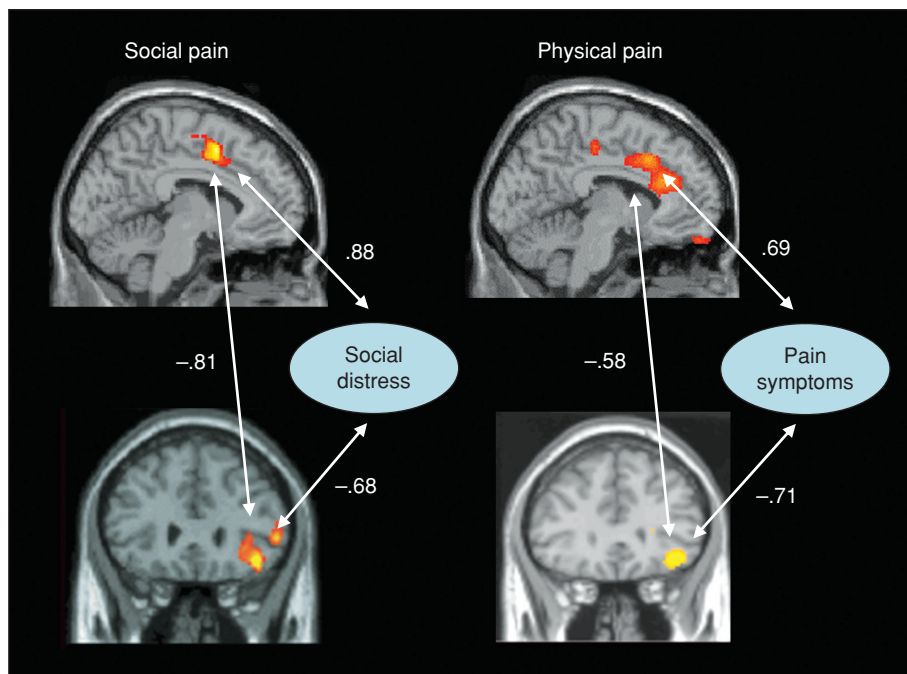 Social pain
Physical pain
.88
.69
–.81
Social
distress
–.58
Pain
symptoms
–.68
–.71